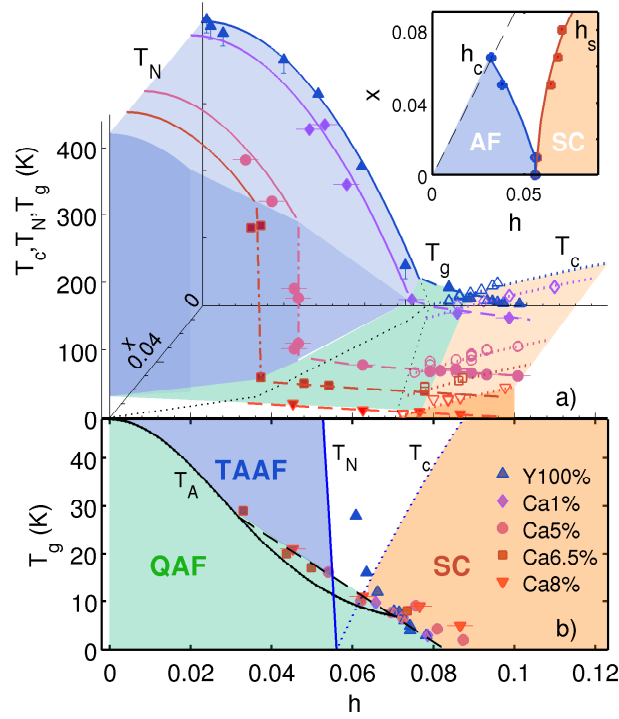 T_N
0.08
0.04
0
x
h_c
h_s
AF
SC
0
0.05
h
T_c,T_N,T_g (K)
400
300
200
100
0
T_g
T_c
0
x
0.04
a)
T_A
TAAF
T_N
T_c
Y100%
Ca1%
Ca5%
Ca6.5%
Ca8%
QAF
SC
b)
T_g (K)
40
30
20
10
0
0
0.02
0.04
0.06
0.08
0.1
0.12
h